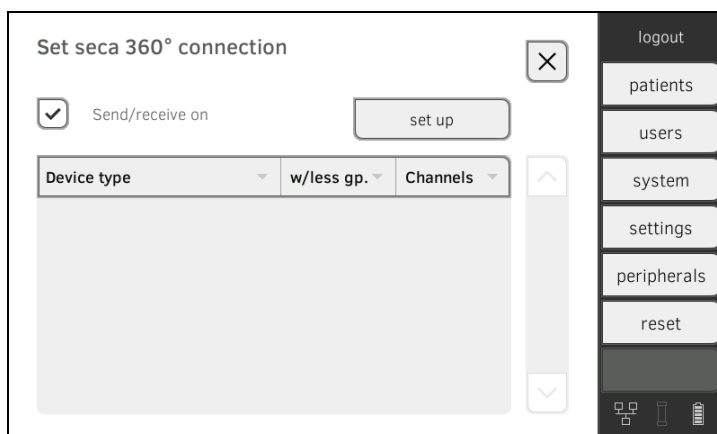 Set seca 360° connection
Send/receive on
set up
Device type
w/less gp.
Channels
logout
patients
users
system
settings
peripherals
reset